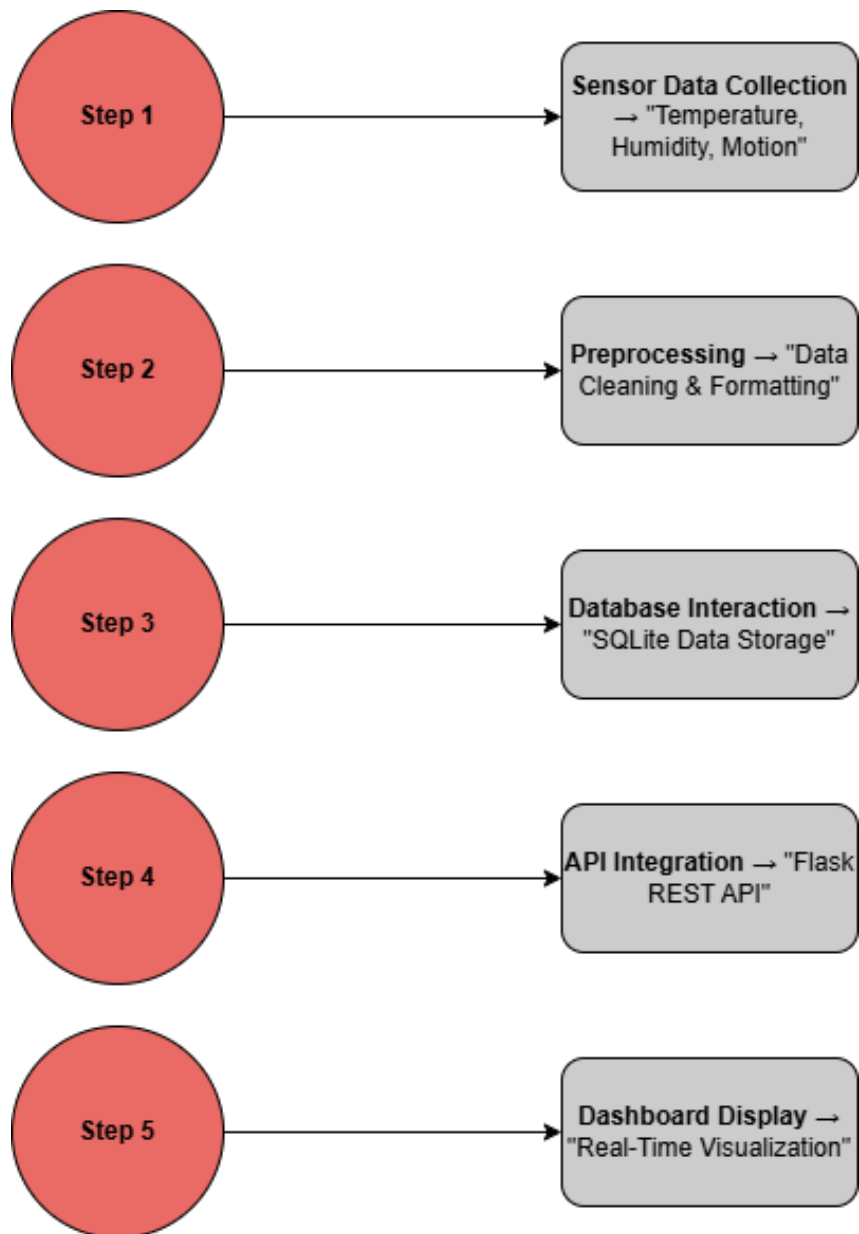 Step 1
Sensor Data Collection
→ "Temperature,
Humidity, Motion"
Step 2
Preprocessing → "Data
Cleaning & Formatting"
Step 3
Database Interaction →
"SQLite Data Storage"
Step 4
API Integration → "Flask
REST API"
Step 5
Dashboard Display →
"Real-Time Visualization"